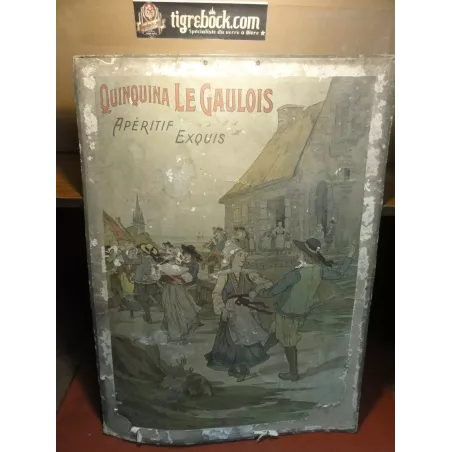 tigrebock.com
Spécialiste du verre à Bière
QUINQUINA LE GAULOIS
APÉRITIF
EXQUIS